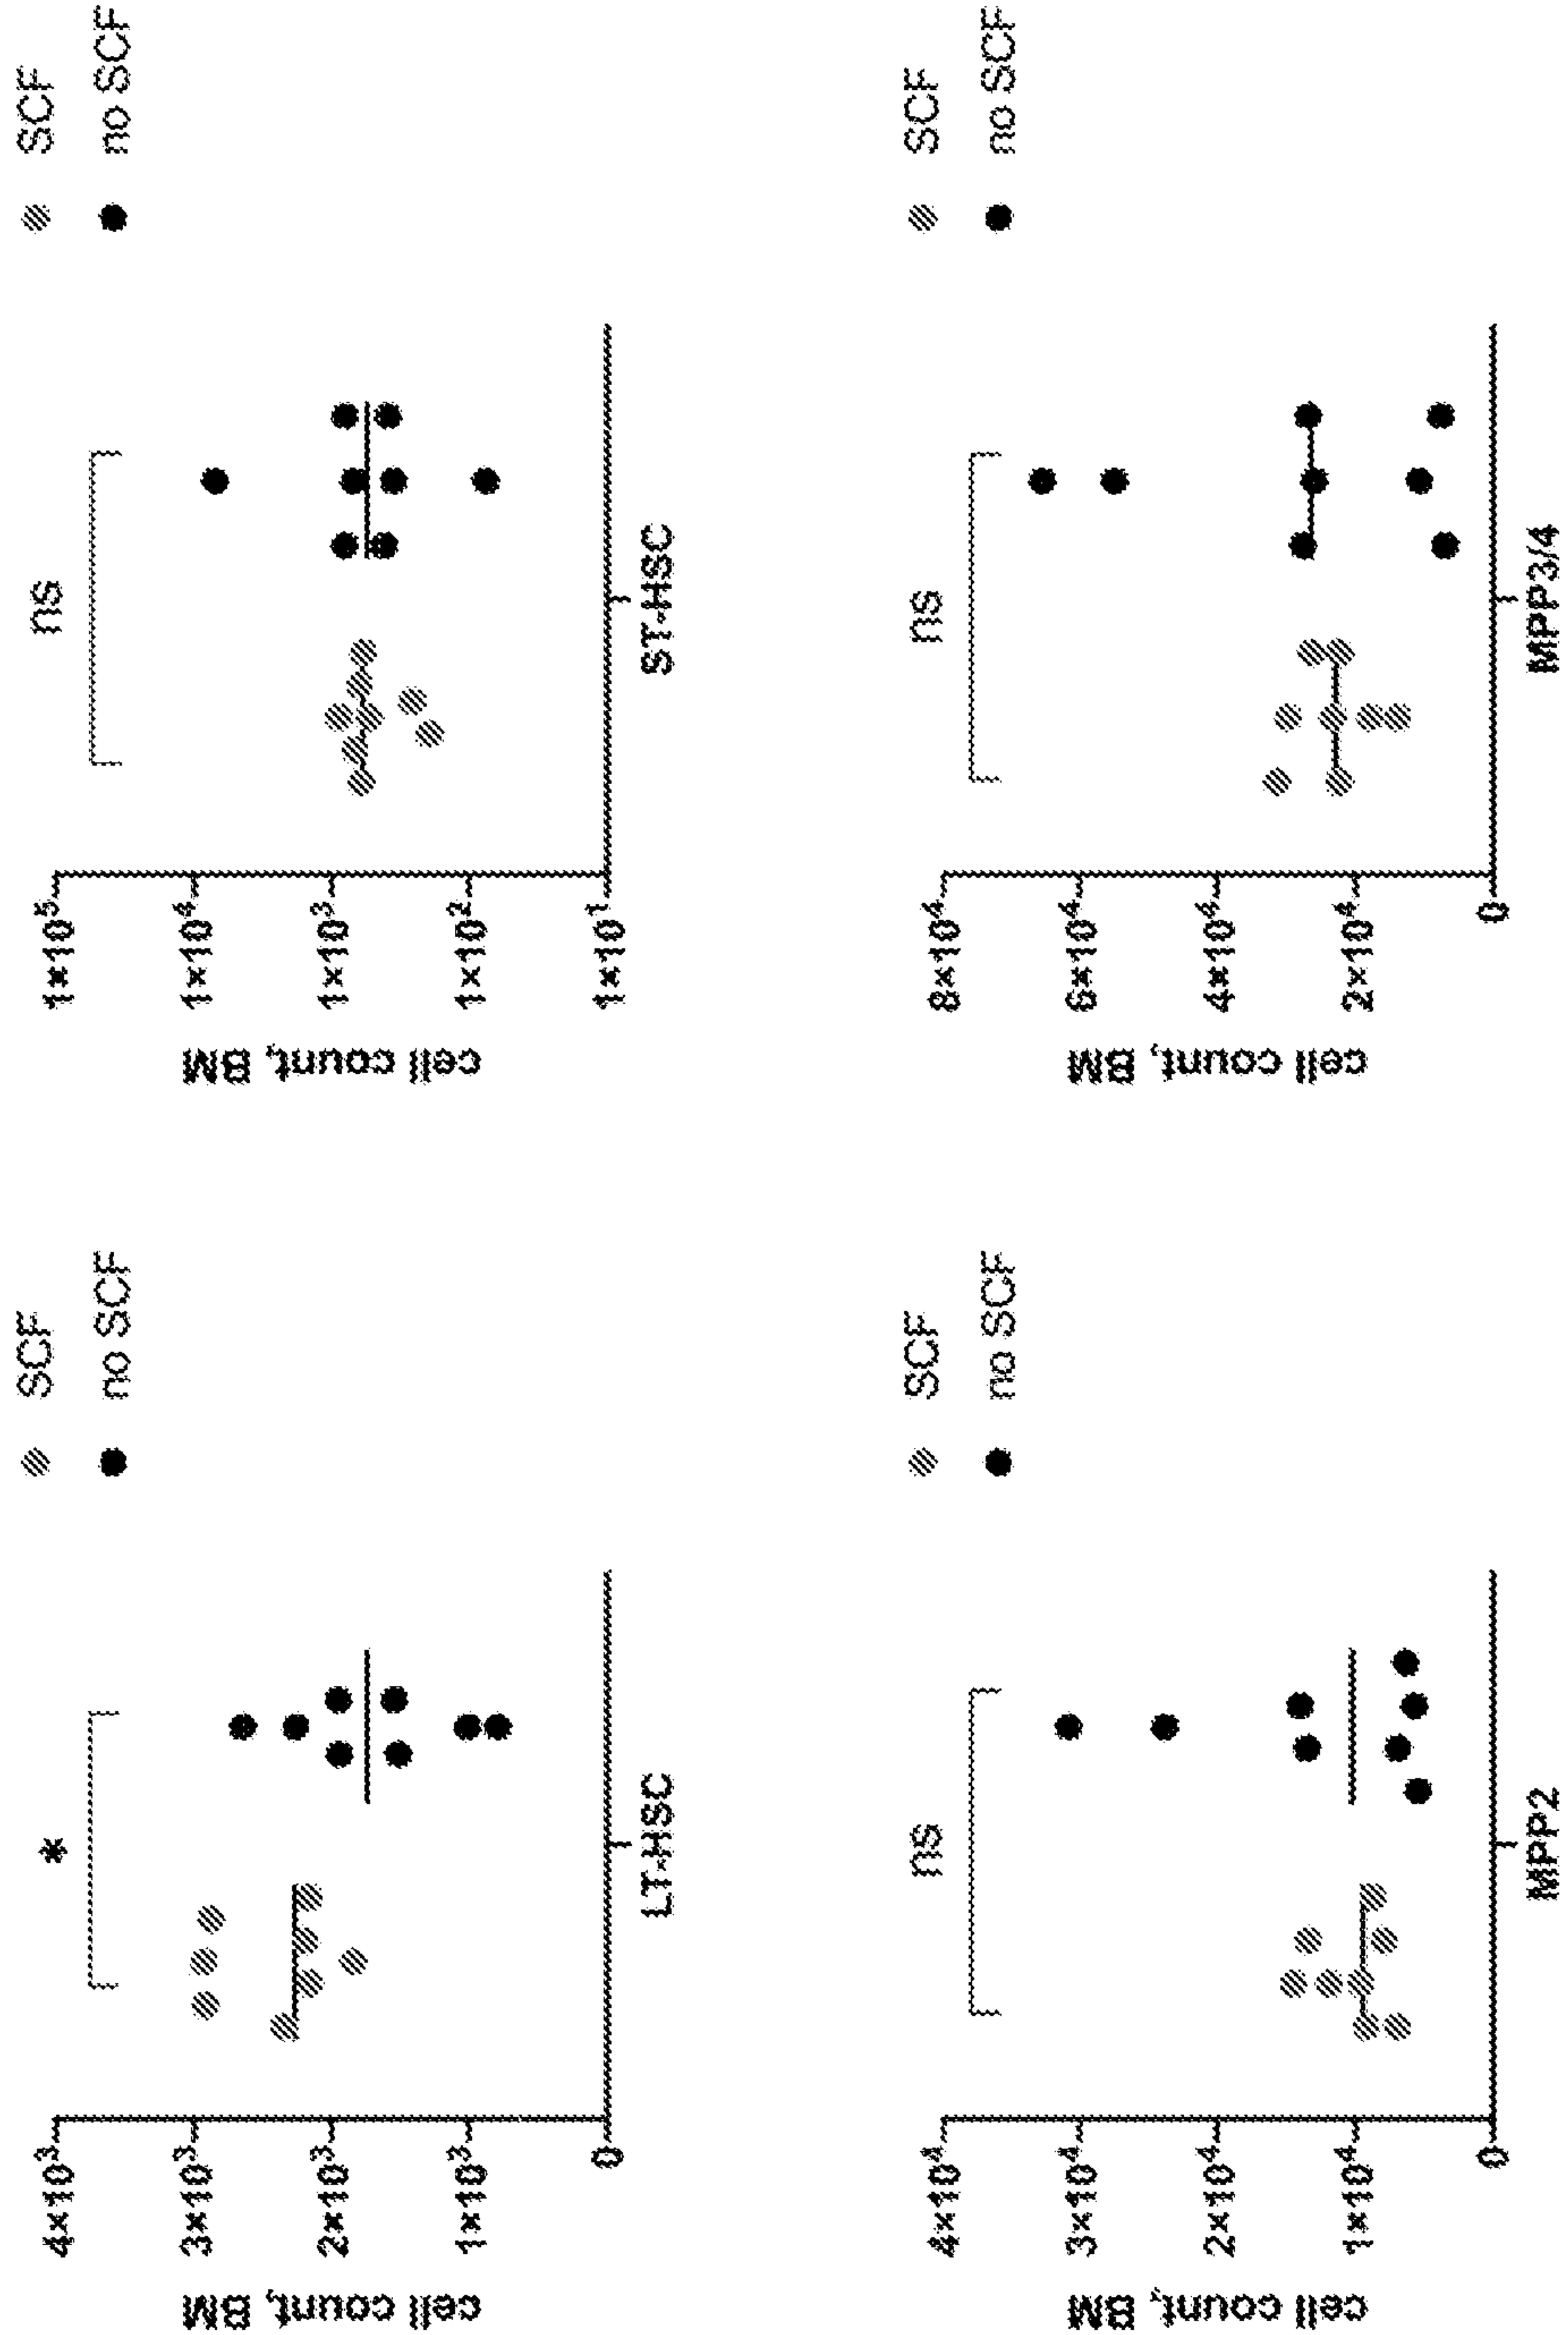 SCF
no SCF
*
4×10³
3×10³
2×10³
1×10³
0
cell count, BM
LT-HSC
SCF
no SCF
ns
1×10⁵
1×10⁴
1×10³
1×10²
1×10¹
cell count, BM
ST-HSC
SCF
no SCF
ns
4×10⁴
3×10⁴
2×10⁴
1×10⁴
0
cell count, BM
MPP2
SCF
no SCF
ns
8×10⁴
6×10⁴
4×10⁴
2×10⁴
0
cell count, BM
MPP3/4